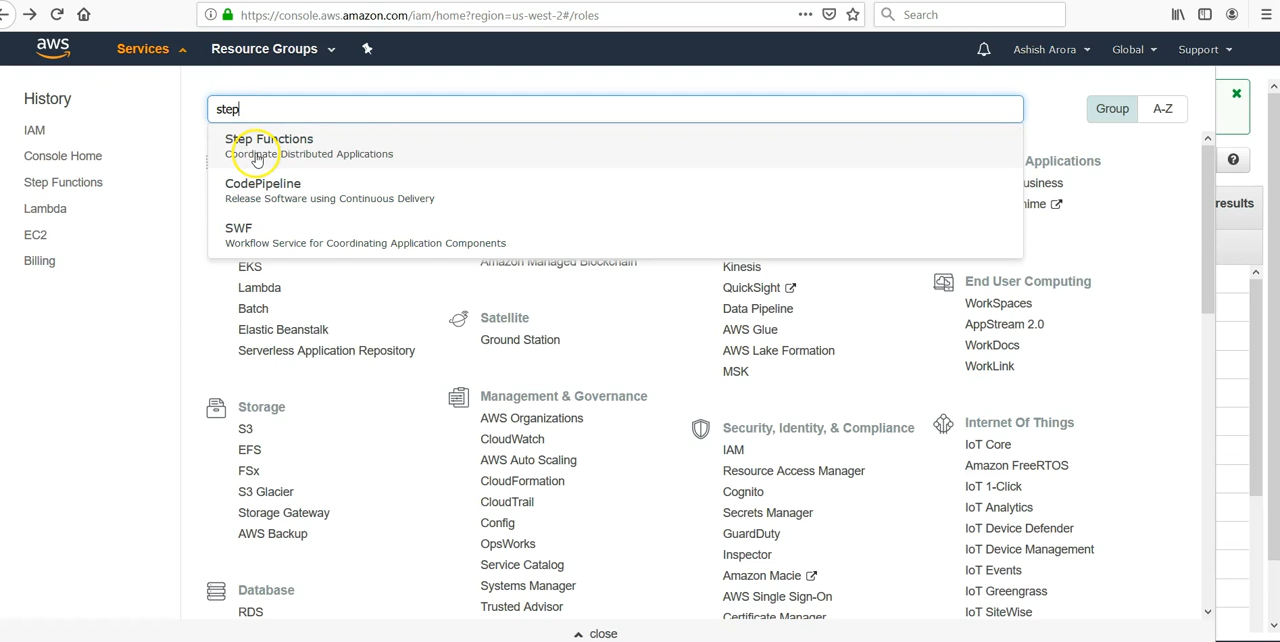 https://console.aws.amazon.com/iam/home?region=us-west-2#/roles
Search
aws
Services
Resource Groups
Ashish Arora
Global
Support
History
IAM
Console Home
Step Functions
Lambda
EC2
Billing
step
Group
A-Z
Step Functions
Coordinate Distributed Applications
CodePipeline
Release Software using Continuous Delivery
SWF
Workflow Service for Coordinating Application Components
EKS
Lambda
Batch
Elastic Beanstalk
Serverless Application Repository
Storage
S3
EFS
FSx
S3 Glacier
Storage Gateway
AWS Backup
Database
RDS
Amazon Managed Blockchain
Satellite
Ground Station
Management & Governance
AWS Organizations
CloudWatch
AWS Auto Scaling
CloudFormation
CloudTrail
Config
OpsWorks
Service Catalog
Systems Manager
Trusted Advisor
Kinesis
QuickSight
Data Pipeline
AWS Glue
AWS Lake Formation
MSK
Security, Identity, & Compliance
IAM
Resource Access Manager
Cognito
Secrets Manager
GuardDuty
Inspector
Amazon Macie
AWS Single Sign-On
Certificate Manager
Applications
usiness
ime
End User Computing
WorkSpaces
AppStream 2.0
WorkDocs
WorkLink
Internet Of Things
IoT Core
Amazon FreeRTOS
IoT 1-Click
IoT Analytics
IoT Device Defender
IoT Device Management
IoT Events
IoT Greengrass
IoT SiteWise
results
close